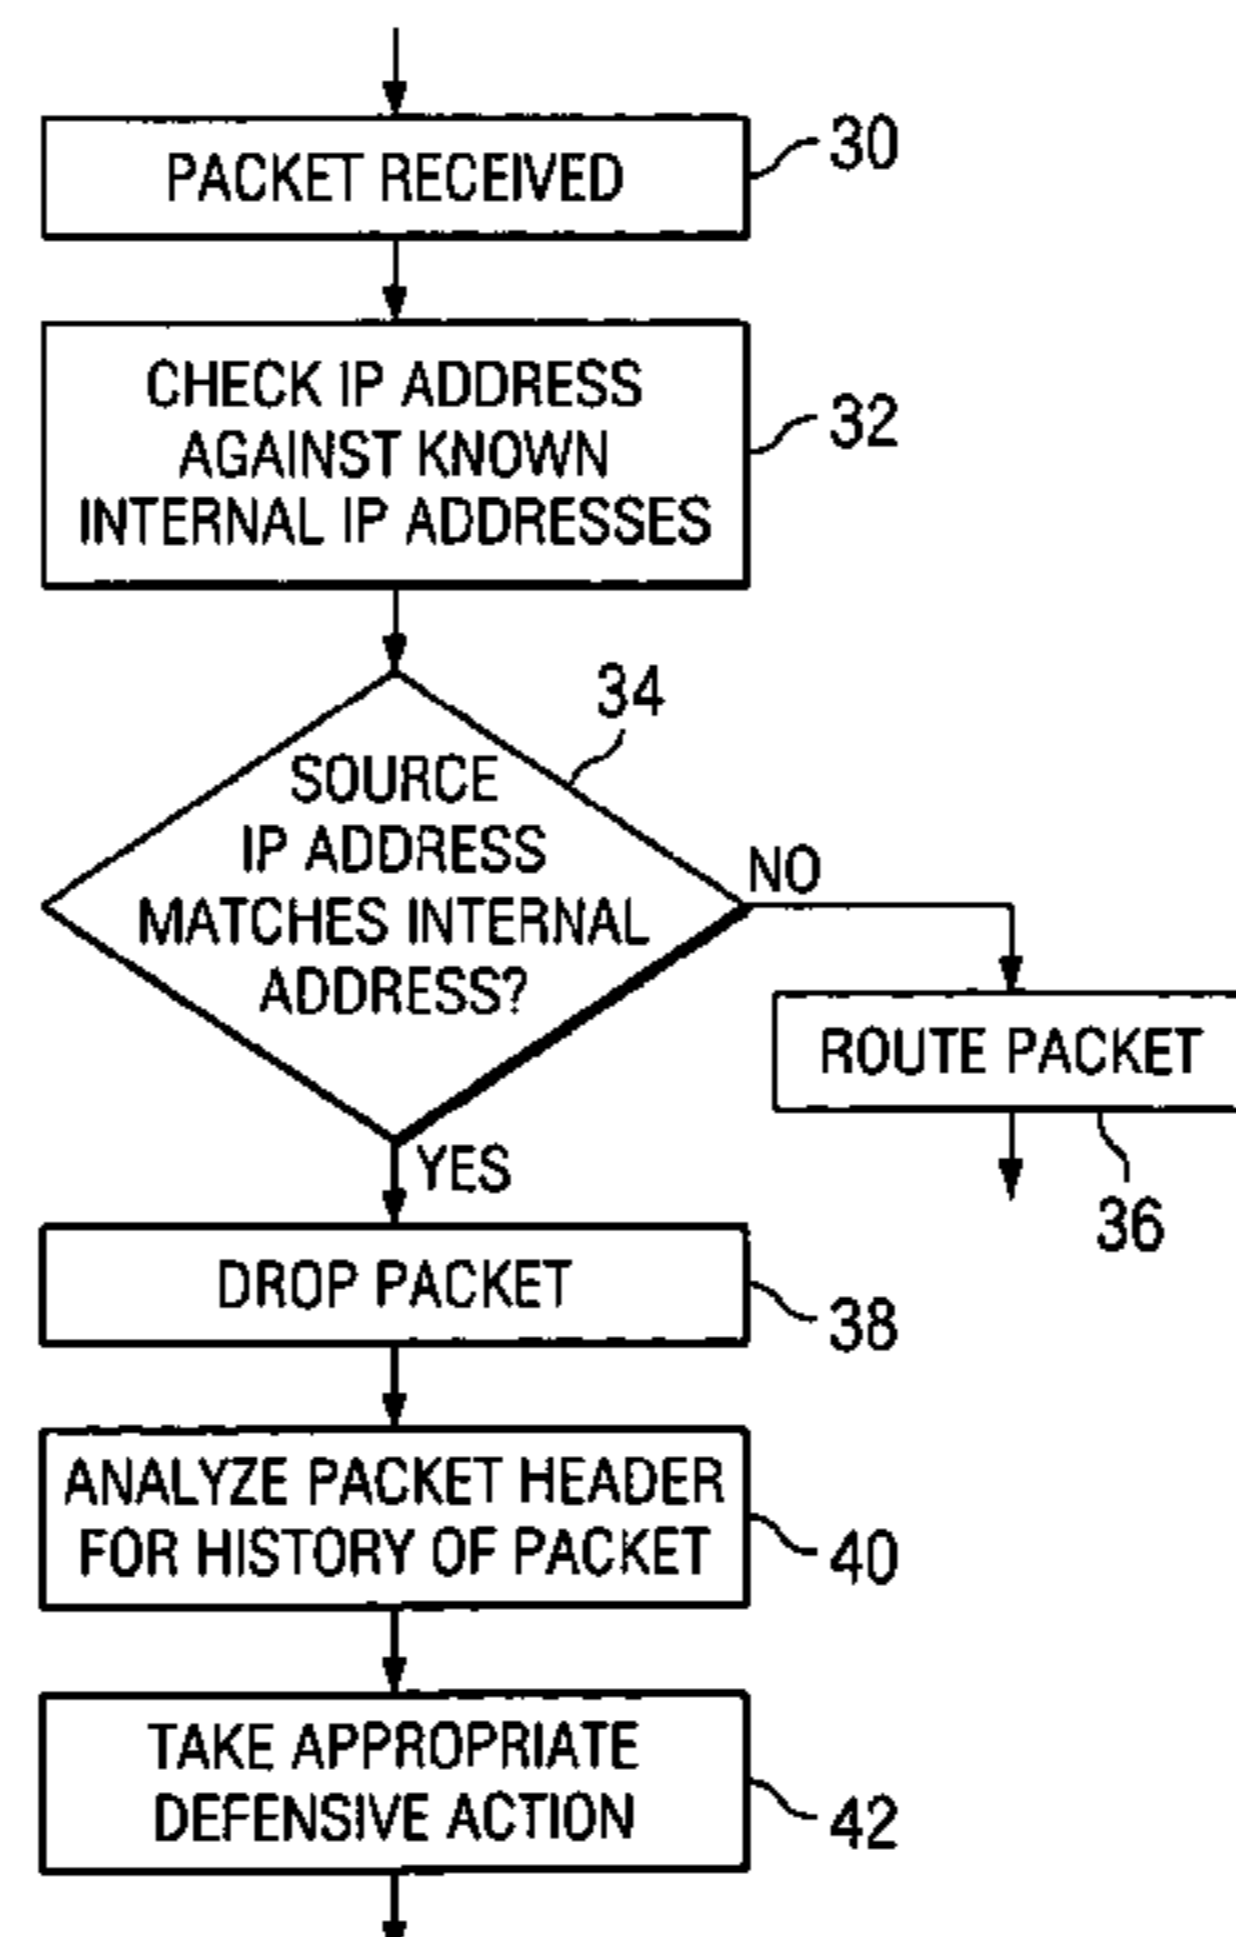 PACKET RECEIVED
30
CHECK IP ADDRESS
AGAINST KNOWN
INTERNAL IP ADDRESSES
32
34
SOURCE
IP ADDRESS
MATCHES INTERNAL
ADDRESS?
NO
ROUTE PACKET
36
YES
DROP PACKET
38
ANALYZE PACKET HEADER
FOR HISTORY OF PACKET
40
TAKE APPROPRIATE
DEFENSIVE ACTION
42